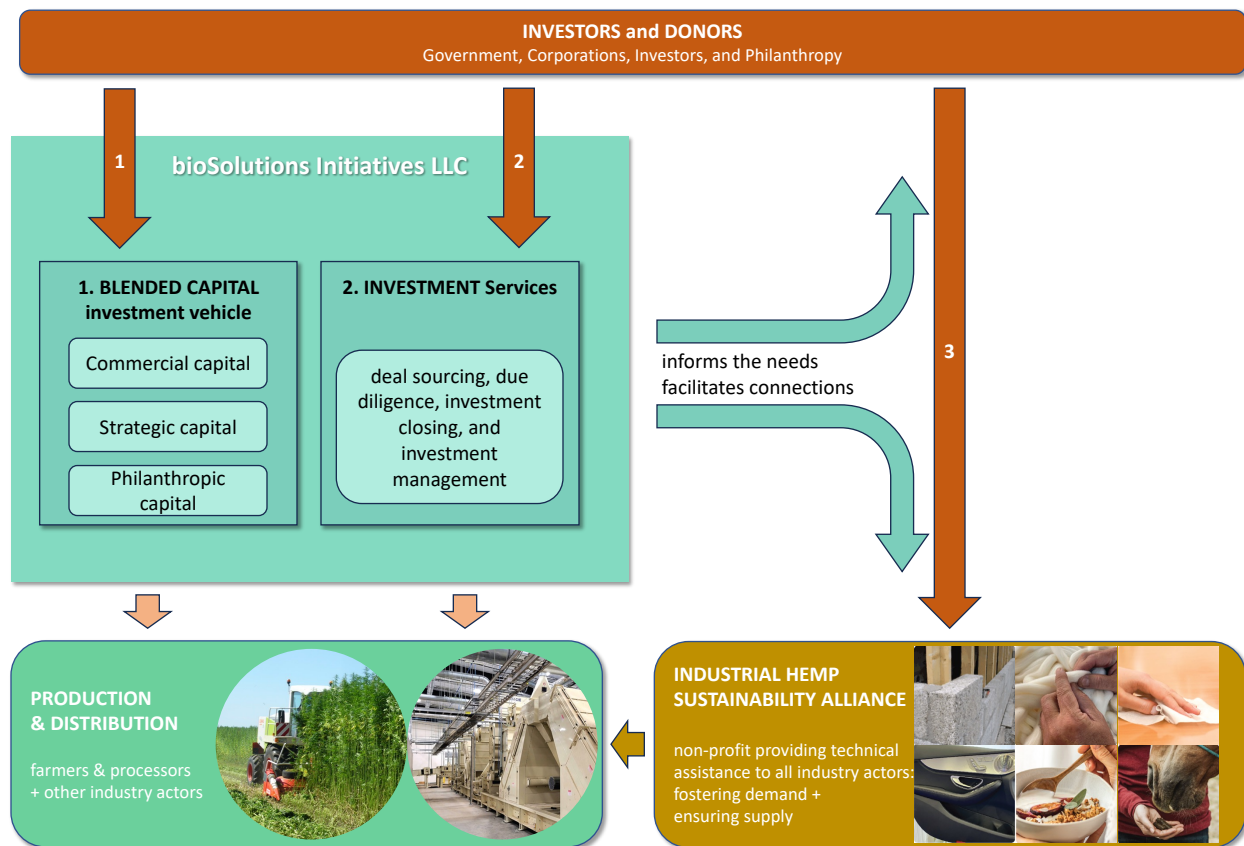 INVESTORS and DONORS
Government, Corporations, Investors, and Philanthropy
1
2
bioSolutions Initiatives LLC
1. BLENDED CAPITAL
investment vehicle
Commercial capital
Strategic capital
Philanthropic
capital
2. INVESTMENT Services
deal sourcing, due
diligence, investment
closing, and
investment
management
informs the needs
facilitates connections
3
PRODUCTION
& DISTRIBUTION
farmers & processors
+ other industry actors
INDUSTRIAL HEMP
SUSTAINABILITY ALLIANCE
non-profit providing technical
assistance to all industry actors:
fostering demand +
ensuring supply